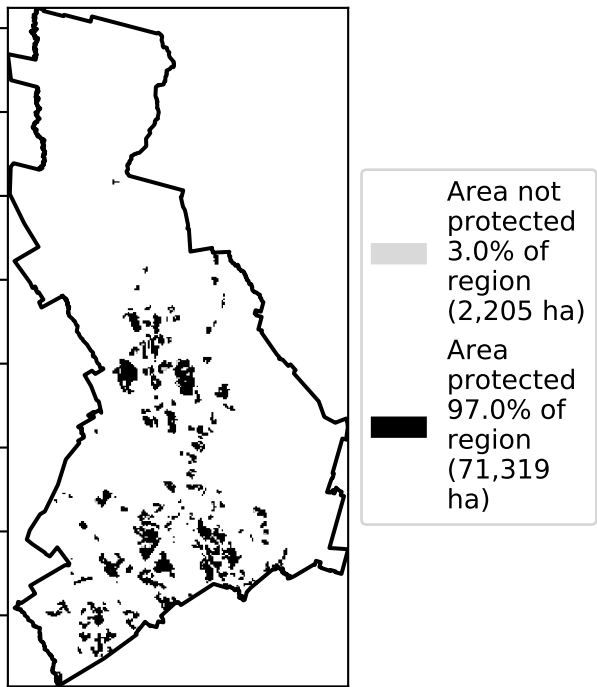 Area not
protected
3.0% of
region
(2,205 ha)
Area
protected
97.0% of
region
(71,319
ha)